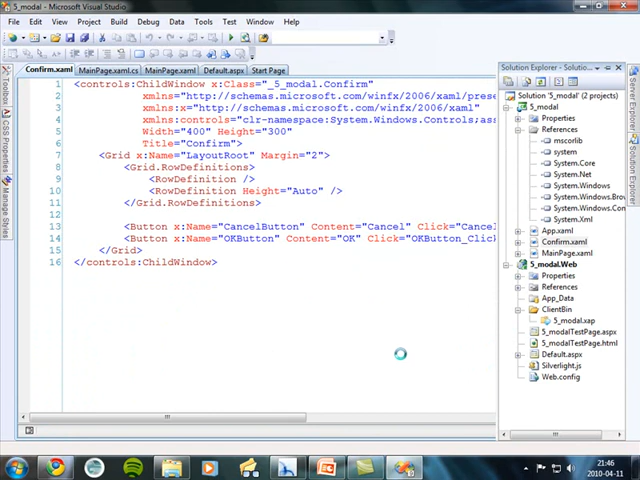 5_modal - Microsoft Visual Studio
File Edit View Project Build Debug Data Tools Test Window Help
Confirm.xaml MainPage.xaml.cs MainPage.xaml Default.aspx Start Page
1 <controls:ChildWindow x:Class="_5_modal.Confirm"
2 xmlns="http://schemas.microsoft.com/winfx/2006/xaml/prese
3 xmlns:x="http://schemas.microsoft.com/winfx/2006/xaml"
4 xmlns:controls="clr-namespace:System.Windows.Controls;ass
5 Width="400" Height="300"
6 Title="Confirm">
7 <Grid x:Name="LayoutRoot" Margin="2">
8 <Grid.RowDefinitions>
9 <RowDefinition />
10 <RowDefinition Height="Auto" />
11 </Grid.RowDefinitions>
12
13 <Button x:Name="CancelButton" Content="Cancel" Click="Cancel
14 <Button x:Name="OKButton" Content="OK" Click="OKButton_Click
15 </Grid>
16 </controls:ChildWindow>
Toolbox
CSS Properties
Manage Styles
Solution Explorer - Solution '5_...
Solution '5_modal' (2 projects)
5_modal
Properties
References
mscorlib
system
System.Core
System.Net
System.Windows
System.Windows.Brow
System.Windows.Con
System.Xml
App.xaml
Confirm.xaml
MainPage.xaml
5_modal.Web
Properties
References
App_Data
ClientBin
5_modal.xap
5_modalTestPage.aspx
5_modalTestPage.html
Default.aspx
Silverlight.js
Web.config
Server Explorer
Solution Explorer
21:46
2010-04-11